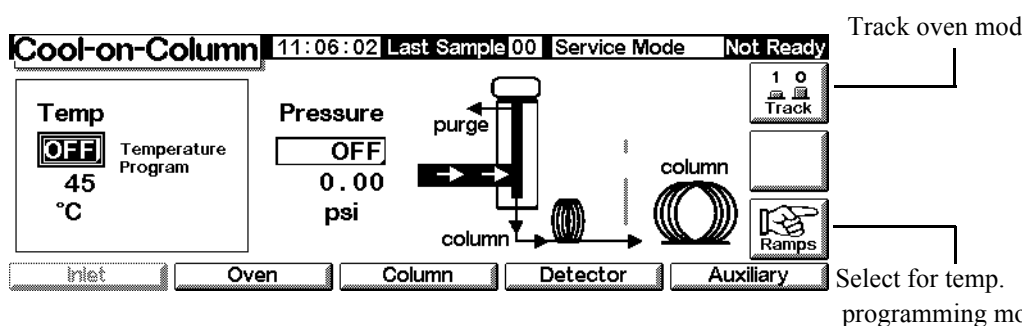 Track oven mod
Cool-on-Column 11:06:02 Last Sample 00 Service Mode Not Ready
1 0
Track
Temp
OFF
Temperature
Program
45
°C
Pressure
OFF
0.00
psi
purge
column
column
Ramps
Inlet Oven Column Detector Auxiliary
Select for temp.
programming mo